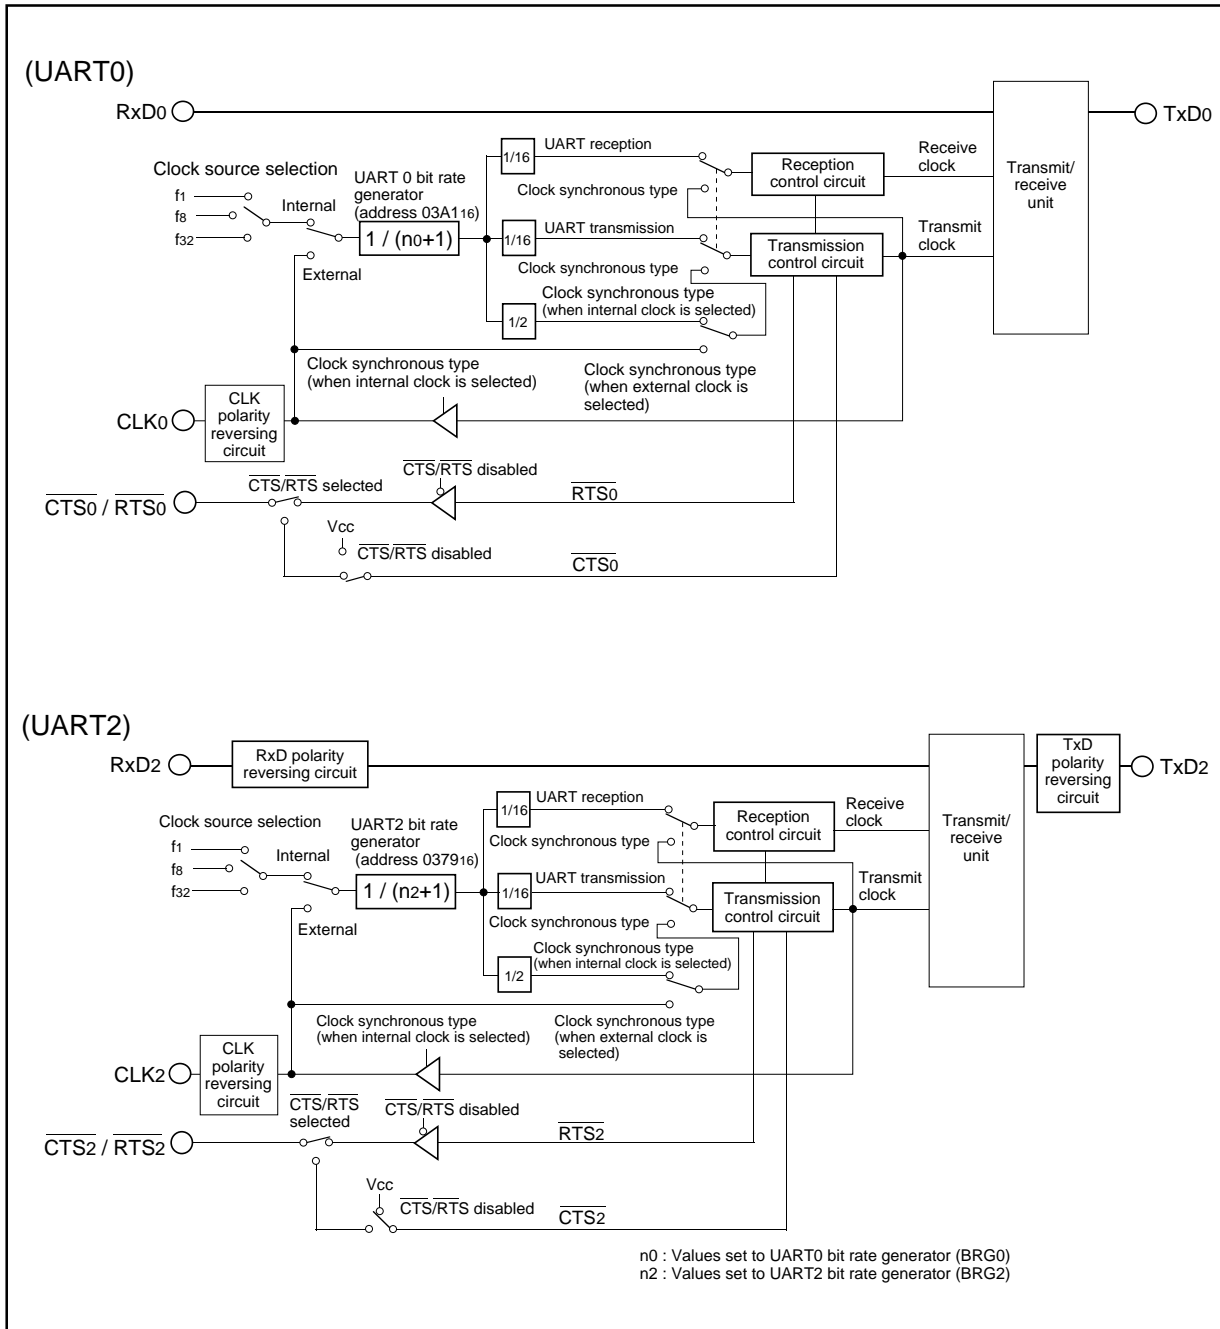 (UART0)
RxD0
TxD0
Clock source selection
f1
f8
f32
Internal
External
UART 0 bit rate
generator
(address 03A116)
1 / (n0+1)
1/16
UART reception
Clock synchronous type
1/16
UART transmission
Clock synchronous type
Clock synchronous type
(when internal clock is selected)
1/2
Reception
control circuit
Receive
clock
Transmission
control circuit
Transmit
clock
Transmit/
receive
unit
Clock synchronous type
(when internal clock is selected)
Clock synchronous type
(when external clock is
selected)
CLK0
CLK
polarity
reversing
circuit
CTS0 / RTS0
CTS/RTS selected
CTS/RTS disabled
RTS0
Vcc
CTS/RTS disabled
CTS0
(UART2)
RxD2
RxD polarity
reversing circuit
TxD
polarity
reversing
circuit
TxD2
Clock source selection
f1
f8
f32
Internal
External
UART2 bit rate
generator
(address 037916)
1 / (n2+1)
1/16
UART reception
Clock synchronous type
1/16
UART transmission
Clock synchronous type
Clock synchronous type
(when internal clock is selected)
1/2
Reception
control circuit
Receive
clock
Transmission
control circuit
Transmit
clock
Transmit/
receive
unit
Clock synchronous type
(when internal clock is selected)
Clock synchronous type
(when external clock is
selected)
CLK2
CLK
polarity
reversing
circuit
CTS2 / RTS2
CTS/RTS
selected
CTS/RTS disabled
RTS2
Vcc
CTS/RTS disabled
CTS2
n0 : Values set to UART0 bit rate generator (BRG0)
n2 : Values set to UART2 bit rate generator (BRG2)